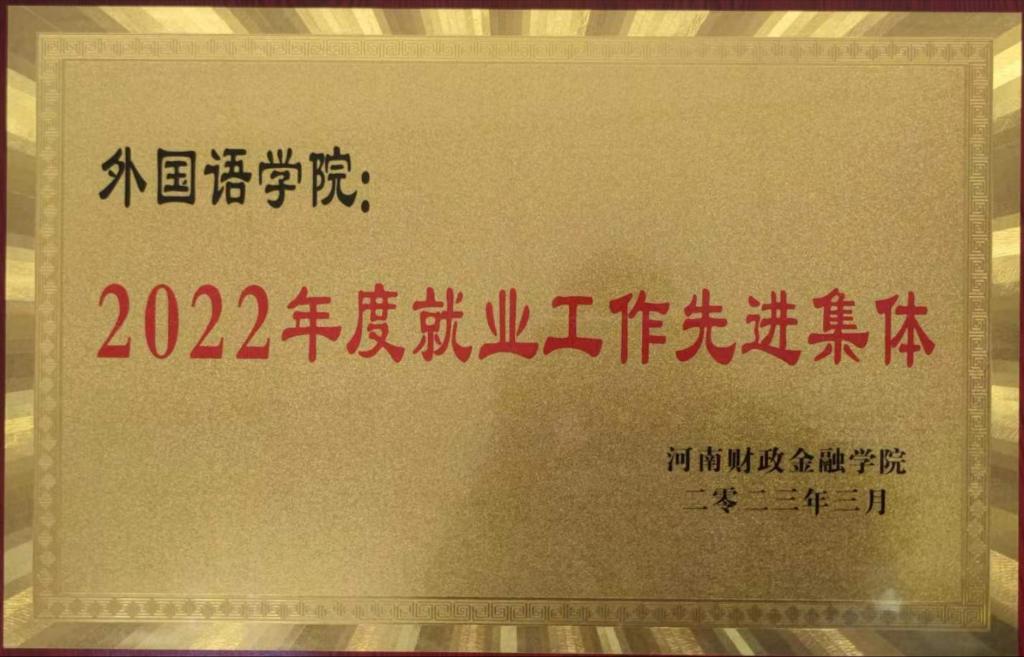 外国语学院:
2022年度就业工作先进集体
河南财政金融学院
二零二三年三月